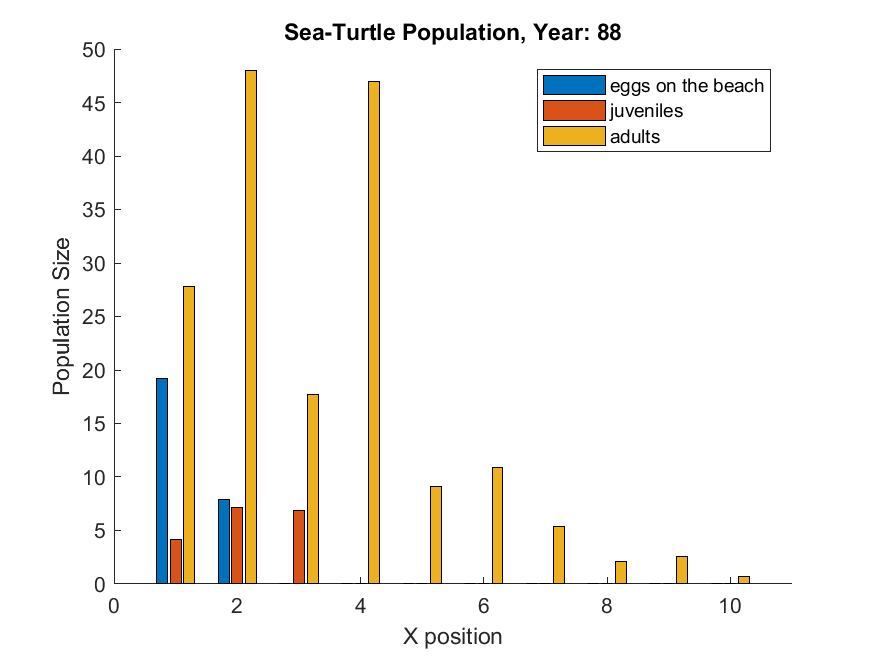 Sea-Turtle Population, Year: 88
eggs on the beach
juveniles
adults
Population Size
50
45
40
35
30
25
20
15
10
5
0
0 2 4 6 8 10
X position